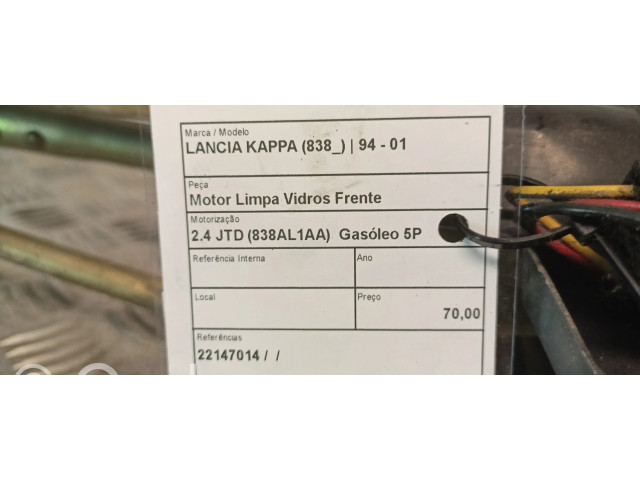 Marca / Modelo
LANCIA KAPPA (838_) | 94 - 01
Peça
Motor Limpa Vidros Frente
Motorização
2.4 JTD (838AL1AA) Gasóleo 5P
Referência Interna
Ano
Local
Preço
70,00
Referências
22147014 / /